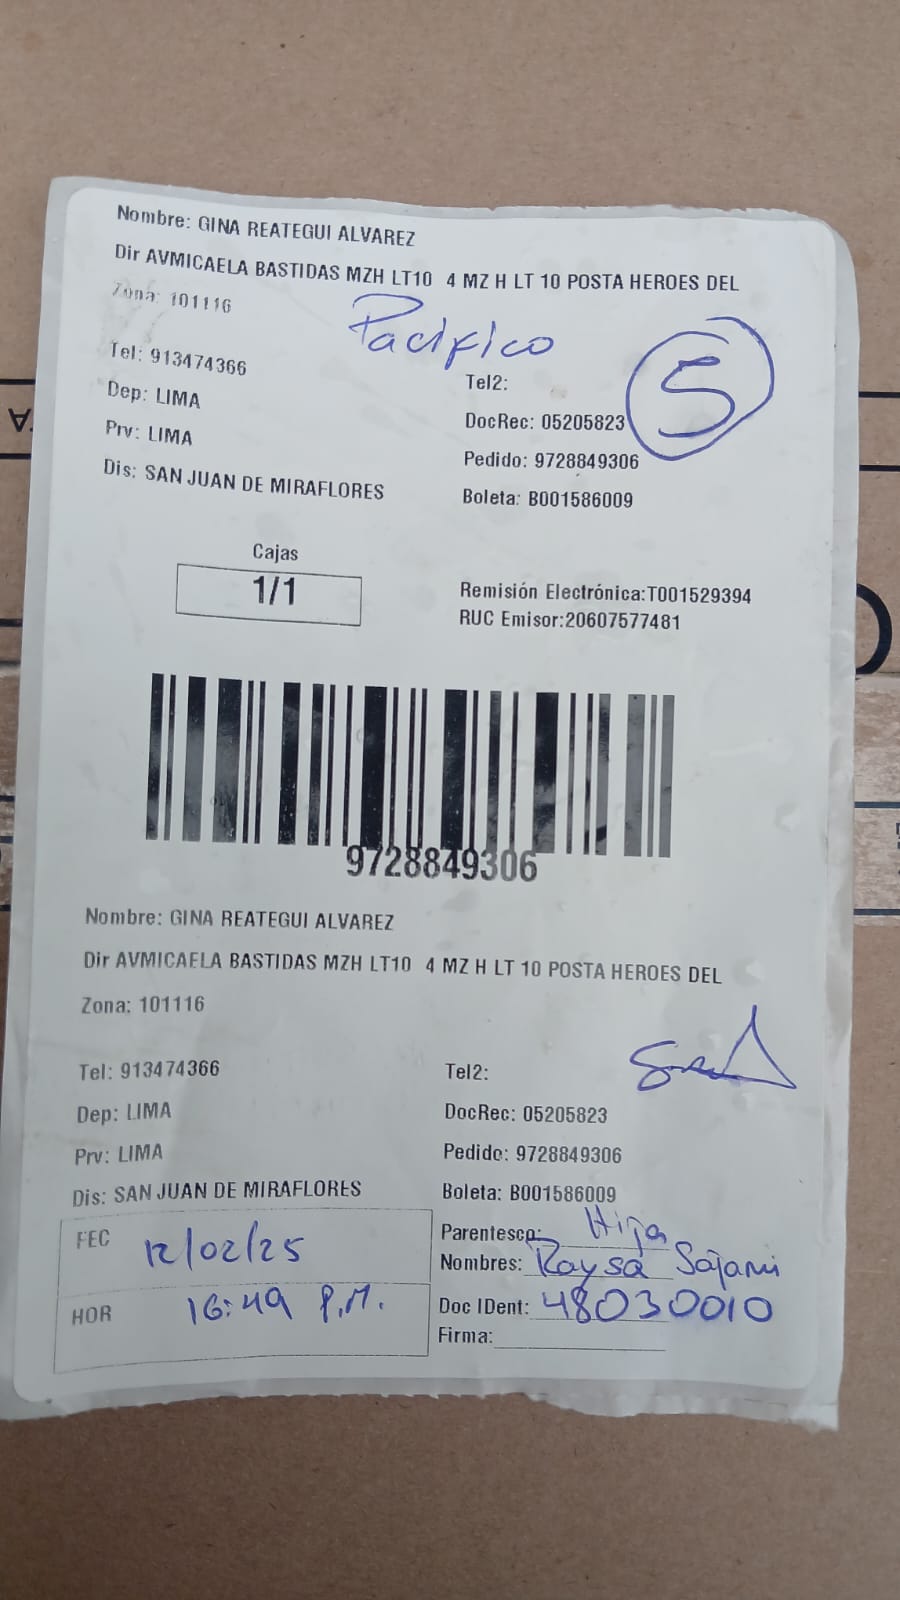 Nombre: GINA REATEGUI ALVAREZ
Dir AVMICAELA BASTIDAS MZH LT10 4 MZ H LT 10 POSTA HEROES DEL
Zona: 101116
Pacifico
5
Tel: 913474366
Tel2:
Dep: LIMA
DocRec: 05205823
Prv: LIMA
Pedido: 9728849306
Dis: SAN JUAN DE MIRAFLORES
Boleta: B001586009
Cajas
1/1
Remisión Electrónica:T001529394
RUC Emisor:20607577481
9728849306
Nombre: GINA REATEGUI ALVAREZ
Dir AVMICAELA BASTIDAS MZH LT10 4 MZ H LT 10 POSTA HEROES DEL
Zona: 101116
Tel: 913474366
Tel2:
Dep: LIMA
DocRec: 05205823
Prv: LIMA
Pedido: 9728849306
Dis: SAN JUAN DE MIRAFLORES
Boleta: B001586009
FEC 12/02/25
Parentesco: Hija
Nombres: Raysa Sajami
HOR 16:49 P.M.
Doc IDent: 48030010
Firma: